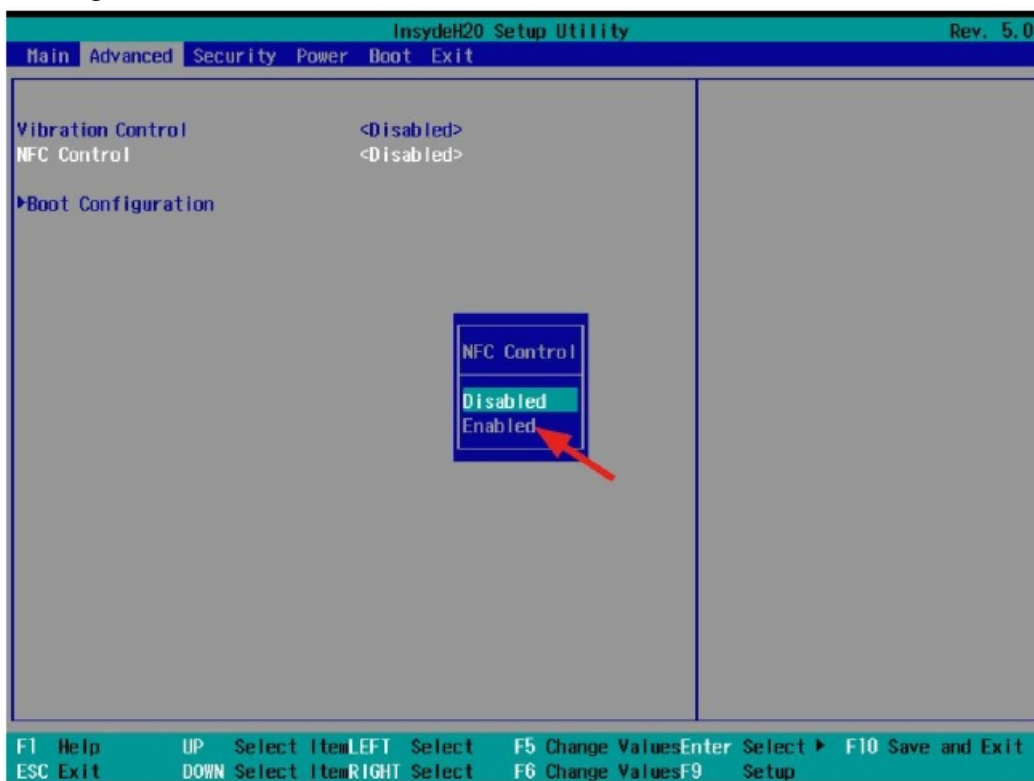 InsydeH20 Setup Utility Rev. 5.0
Main Advanced Security Power Boot Exit
Vibration Control <Disabled>
NFC Control <Disabled>
▶Boot Configuration
NFC Control
Disabled
Enabled
F1 Help UP Select Item LEFT Select F5 Change Values Enter Select ▶ F10 Save and Exit
ESC Exit DOWN Select Item RIGHT Select F6 Change Values F9 Setup